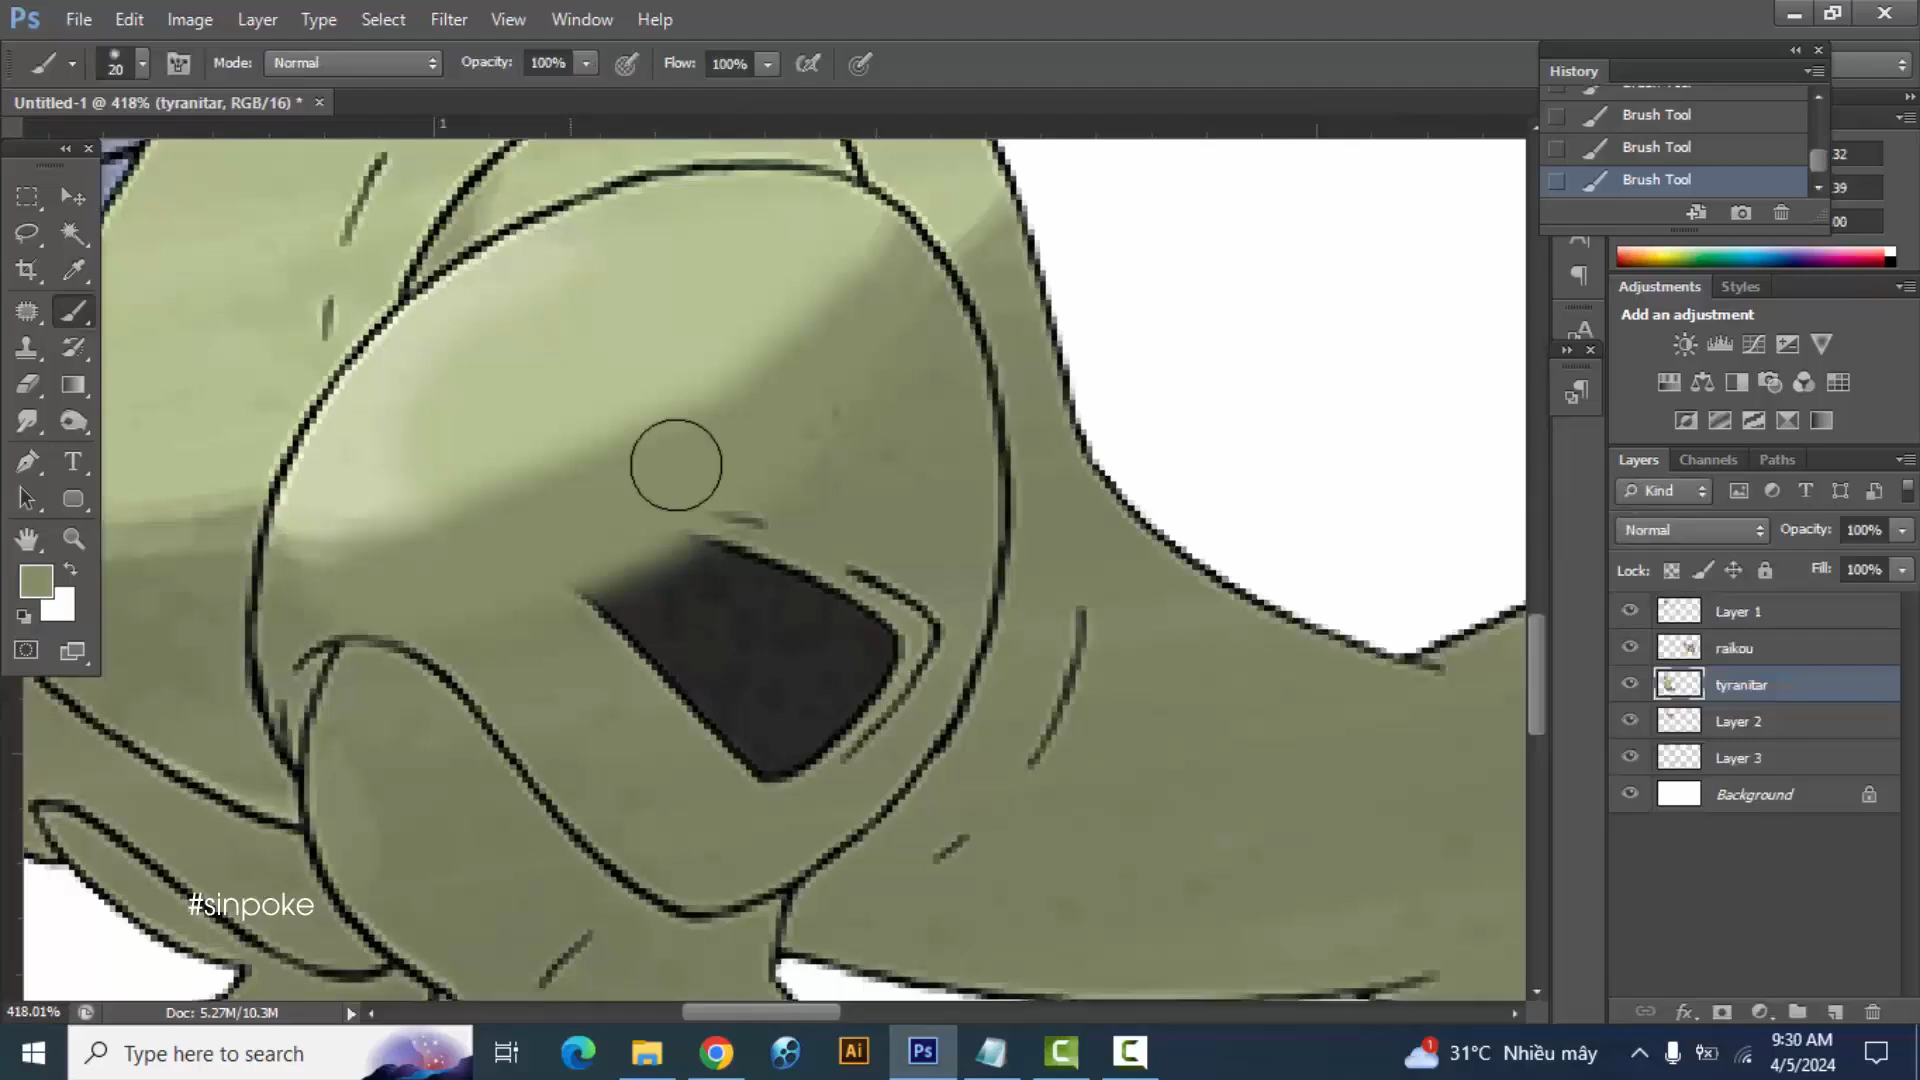 Ps File Edit Image Layer Type Select Filter View Window Help
20 Mode: Normal Opacity: 100% Flow: 100%
History
Untitled-1 @ 418% (tyranitar, RGB/16) * ×
Brush Tool
Brush Tool
Brush Tool
Brush Tool
1
32
39
00
Adjustments Styles
Add an adjustment
Layers Channels Paths
Kind
Normal Opacity: 100%
Lock: Fill: 100%
Layer 1
raikou
tyranitar
Layer 2
Layer 3
Background
#sinpoke
418.01% Doc: 5.27M/10.3M
Type here to search
Ai Ps
1 31°C Nhiều mây
9:30 AM
4/5/2024